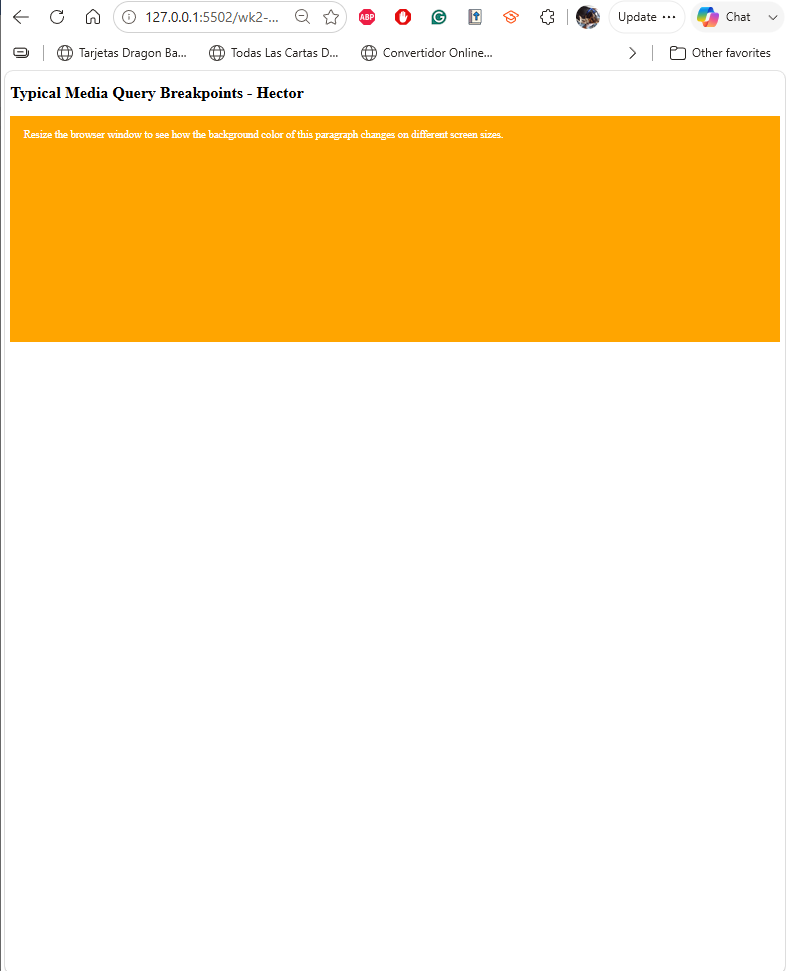 127.0.0.1:5502/wk2-...
ABP
Update
Chat
Tarjetas Dragon Ba...
Todas Las Cartas D...
Convertidor Online...
Other favorites
Typical Media Query Breakpoints - Hector
Resize the browser window to see how the background color of this paragraph changes on different screen sizes.